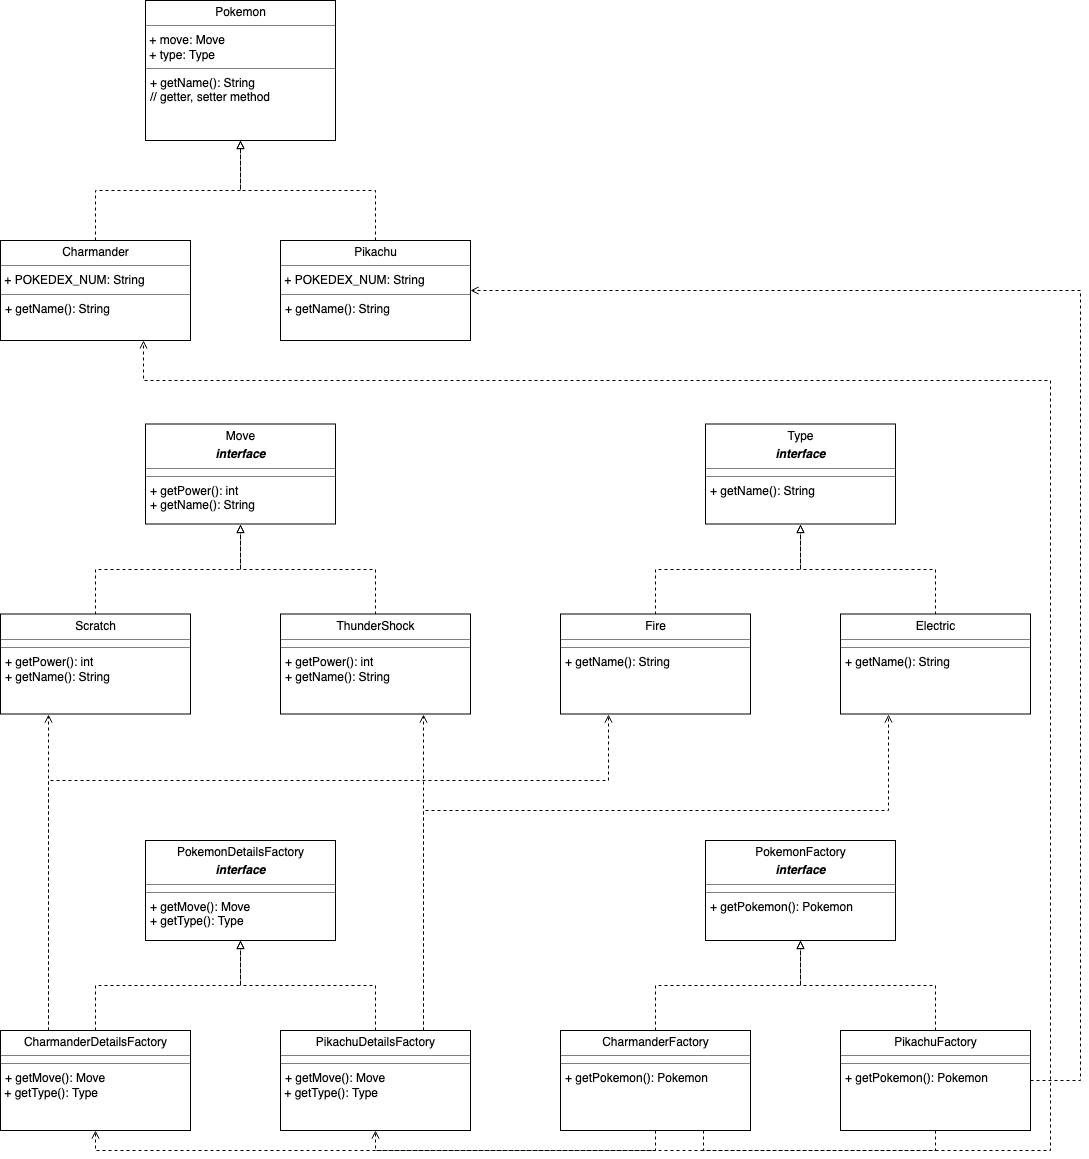 Pokemon
+ move: Move
+ type: Type
+ getName(): String
// getter, setter method
Charmander
+ POKEDEX_NUM: String
+ getName(): String
Pikachu
+ POKEDEX_NUM: String
+ getName(): String
Move
interface
+ getPower(): int
+ getName(): String
Type
interface
+ getName(): String
Scratch
+ getPower(): int
+ getName(): String
ThunderShock
+ getPower(): int
+ getName(): String
Fire
+ getName(): String
Electric
+ getName(): String
PokemonDetailsFactory
interface
+ getMove(): Move
+ getType(): Type
PokemonFactory
interface
+ getPokemon(): Pokemon
CharmanderDetailsFactory
+ getMove(): Move
+ getType(): Type
PikachuDetailsFactory
+ getMove(): Move
+ getType(): Type
CharmanderFactory
+ getPokemon(): Pokemon
PikachuFactory
+ getPokemon(): Pokemon